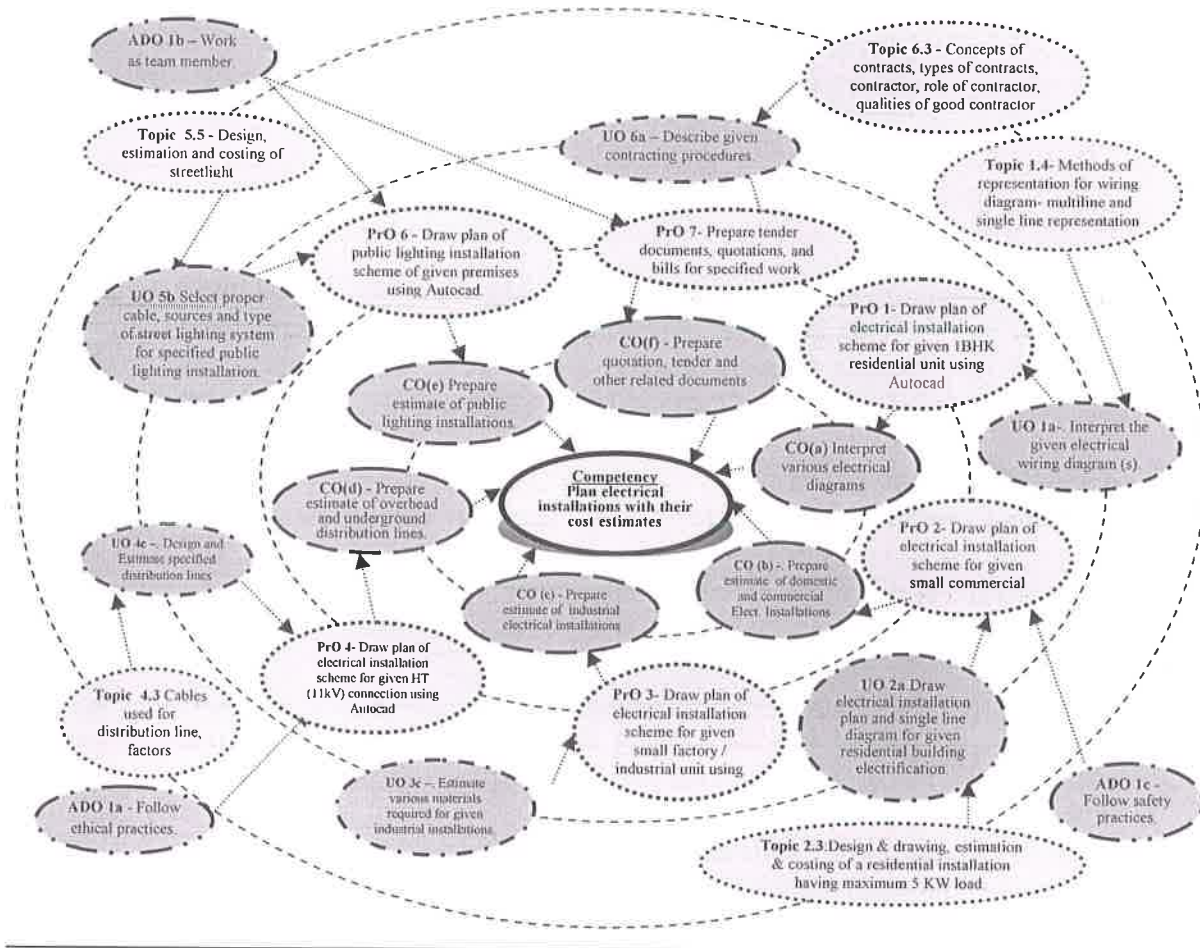 ADO 1b – Work
as team member.
Topic 6.3 - Concepts of
contracts, types of contracts,
contractor, role of contractor,
qualities of good contractor
Topic 5.5 - Design,
estimation and costing of
streetlight
UO 6a – Describe given
contracting procedures.
Topic 1.4- Methods of
representation for wiring
diagram- multiline and
single line representation
PrO 6 - Draw plan of
public lighting installation
scheme of given premises
using Autocad.
PrO 7- Prepare tender
documents, quotations, and
bills for specified work
UO 5b Select proper
cable, sources and type
of street lighting system
for specified public
lighting installation.
PrO 1- Draw plan of
electrical installation
scheme for given 1BHK
residential unit using
Autocad
CO(f) - Prepare
quotation, tender and
other related documents
CO(e) Prepare
estimate of public
lighting installations.
UO 1a-. Interpret the
given electrical
wiring diagram (s).
CO(a) Interpret
various electrical
diagrams
Competency
Plan electrical
installations with their
cost estimates
CO(d) - Prepare
estimate of overhead
and underground
distribution lines.
PrO 2- Draw plan of
electrical installation
scheme for given
small commercial
UO 4c -. Design and
Estimate specified
distribution lines
CO (b) -. Prepare
estimate of domestic
and commercial
Elect. Installations
CO (c) - Prepare
estimate of industrial
electrical installations
PrO 4- Draw plan of
electrical installation
scheme for given HT
(11kV) connection using
Autocad
Topic 4.3 Cables
used for
distribution line,
factors
PrO 3- Draw plan of
electrical installation
scheme for given
small factory /
industrial unit using
UO 2a Draw
electrical installation
plan and single line
diagram for given
residential building
electrification
UO 3c –. Estimate
various materials
required for given
industrial installations.
ADO 1a - Follow
ethical practices.
ADO 1c -
Follow safety
practices.
Topic 2.3.Design & drawing, estimation
& costing of a residential installation
having maximum 5 KW load